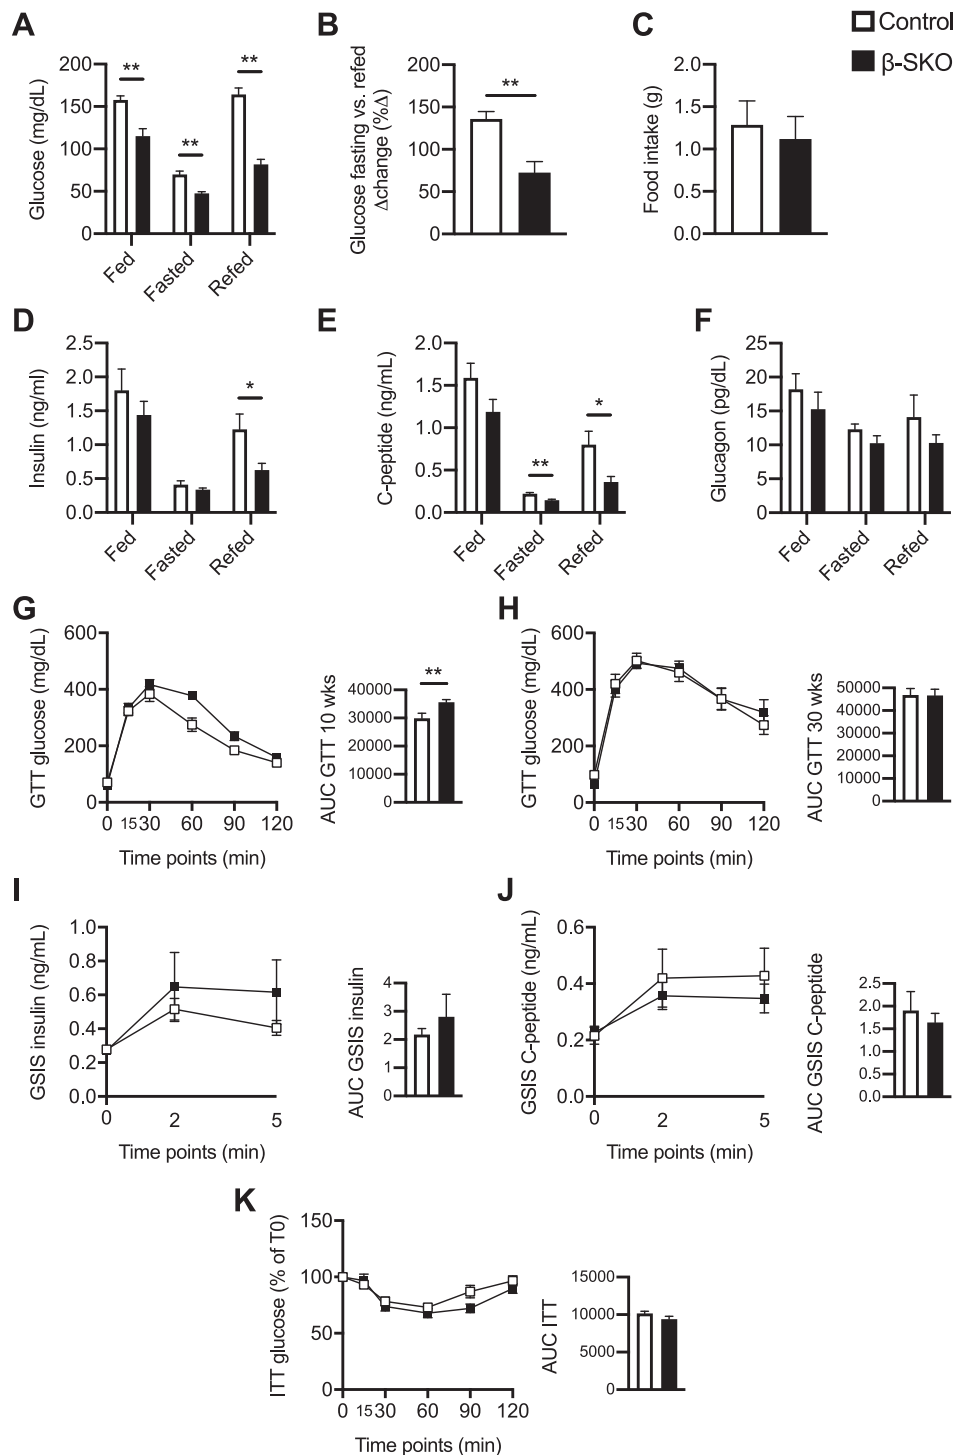 A
B
C
Control
β-SKO
Glucose (mg/dL)
200
150
100
50
0
**
**
**
Fed
Fasted
Refed
Glucose fasting vs. refed
Δchange (%Δ)
200
150
100
50
0
**
Food intake (g)
2.0
1.5
1.0
0.5
0.0
D
E
F
Insulin (ng/ml)
2.5
2.0
1.5
1.0
0.5
0.0
*
Fed
Fasted
Refed
C-peptide (ng/mL)
2.0
1.5
1.0
0.5
0.0
**
*
Fed
Fasted
Refed
Glucagon (pg/dL)
25
20
15
10
5
0
Fed
Fasted
Refed
G
H
GTT glucose (mg/dL)
600
400
200
0
0 15 30 60 90 120
Time points (min)
AUC GTT 10 wks
40000
30000
20000
10000
0
**
GTT glucose (mg/dL)
600
400
200
0
0 15 30 60 90 120
Time points (min)
AUC GTT 30 wks
50000
40000
30000
20000
10000
0
I
J
GSIS insulin (ng/mL)
1.0
0.8
0.6
0.4
0.2
0.0
0 2 5
Time points (min)
AUC GSIS insulin
4
3
2
1
0
GSIS C-peptide (ng/mL)
0.6
0.4
0.2
0.0
0 2 5
Time points (min)
AUC GSIS C-peptide
2.5
2.0
1.5
1.0
0.5
0.0
K
ITT glucose (% of T0)
150
100
50
0
0 15 30 60 90 120
Time points (min)
AUC ITT
15000
10000
5000
0